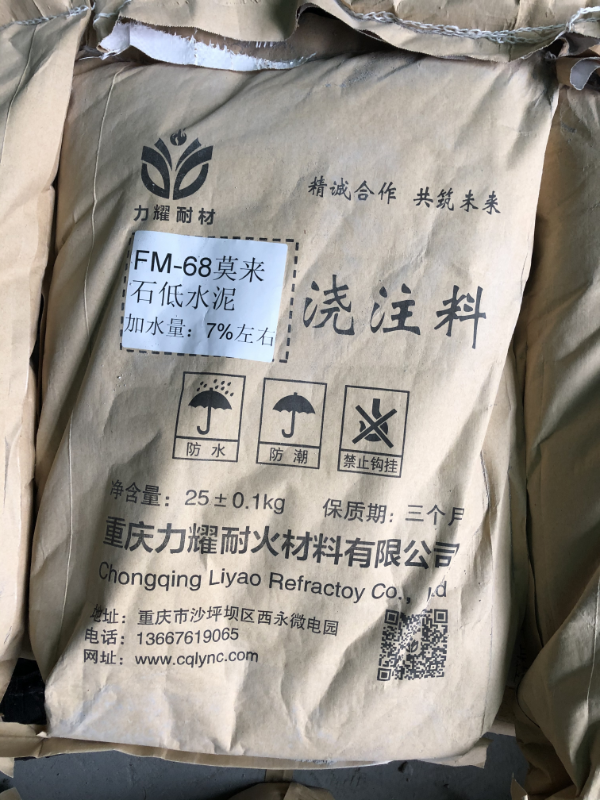 力耀耐材
精诚合作 共筑未来
FM-68莫来
石低水泥
加水量：7%左右
浇注料
防水
防潮
禁止钩挂
净含量：25±0.1kg 保质期：三个月
重庆力耀耐火材料有限公司
Chongqing Liyao Refractoy Co.，Ltd
地址：重庆市沙坪坝区西永微电园
电话：13667619065
网址：www.cqlync.com